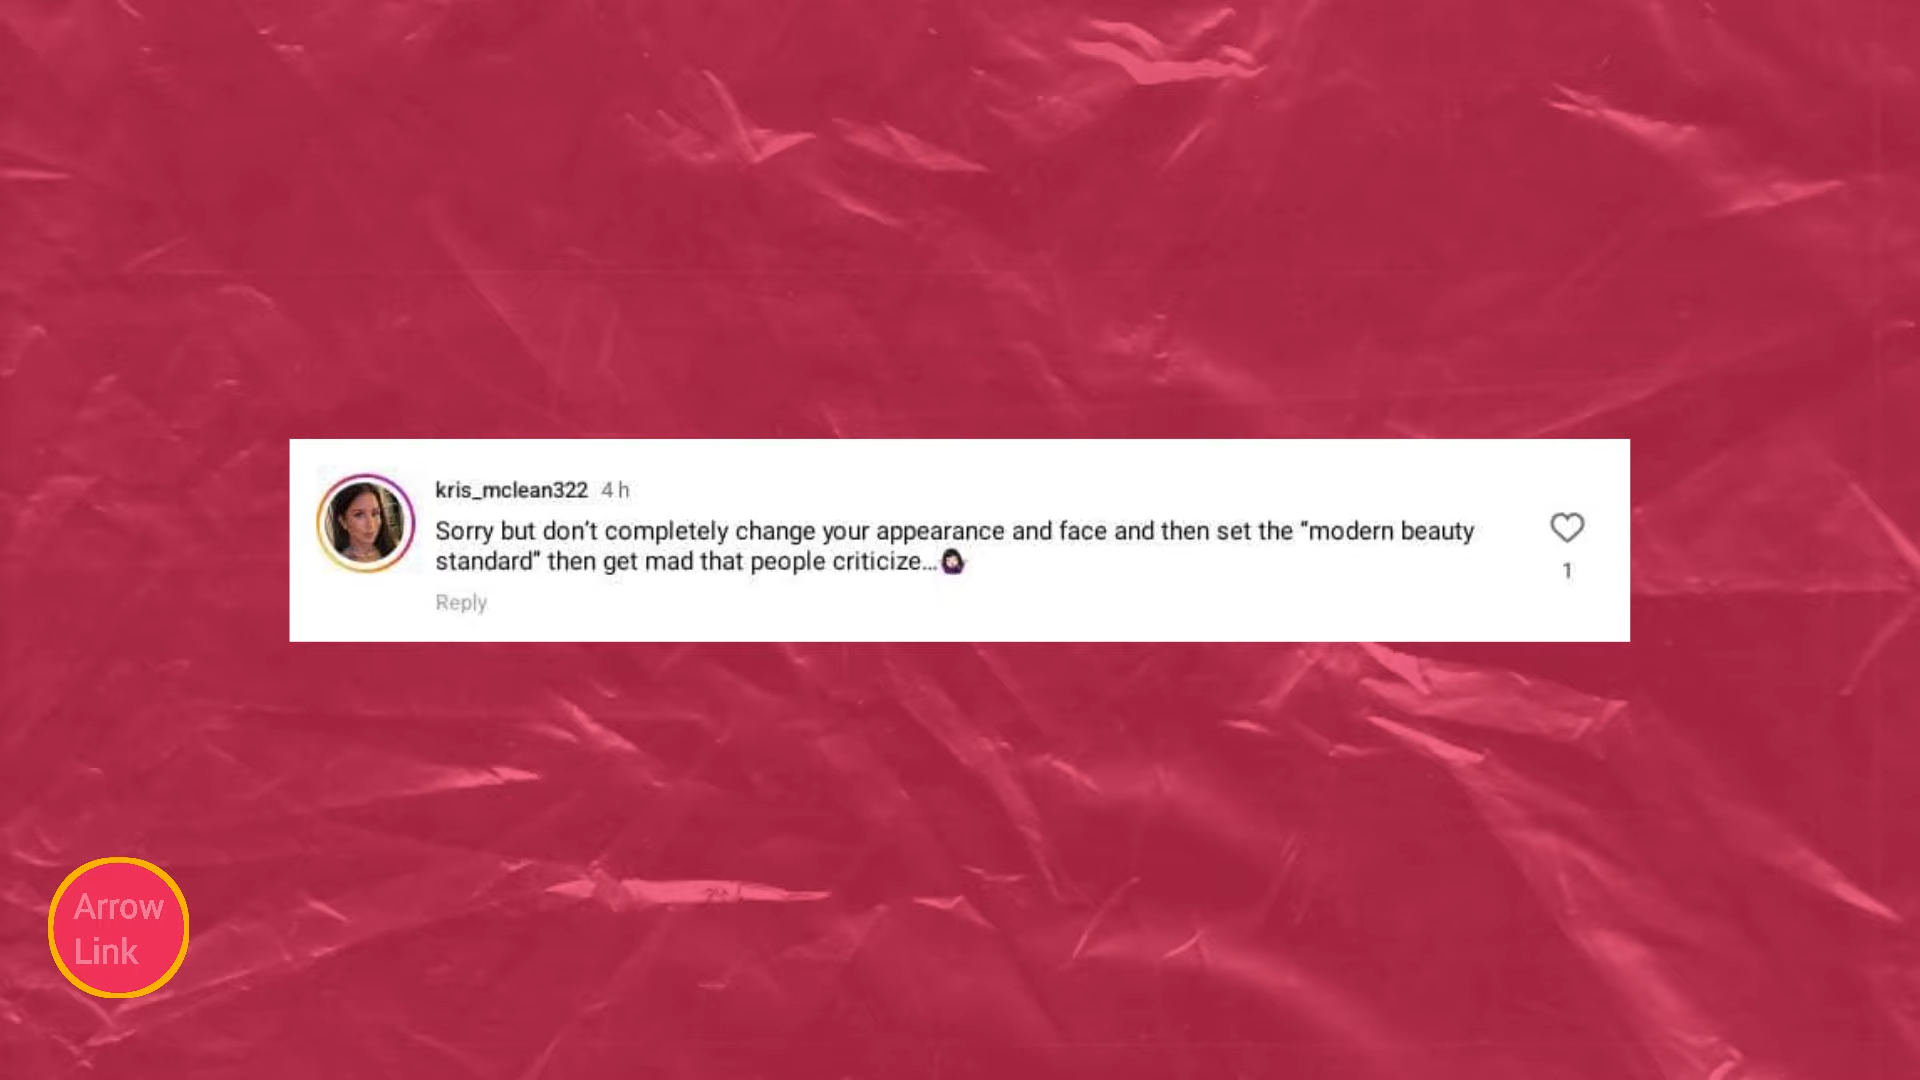 kris_mclean322 4 h
Sorry but don’t completely change your appearance and face and then set the “modern beauty
standard” then get mad that people criticize...🤷🏻‍♀️
1
Reply
Arrow
Link